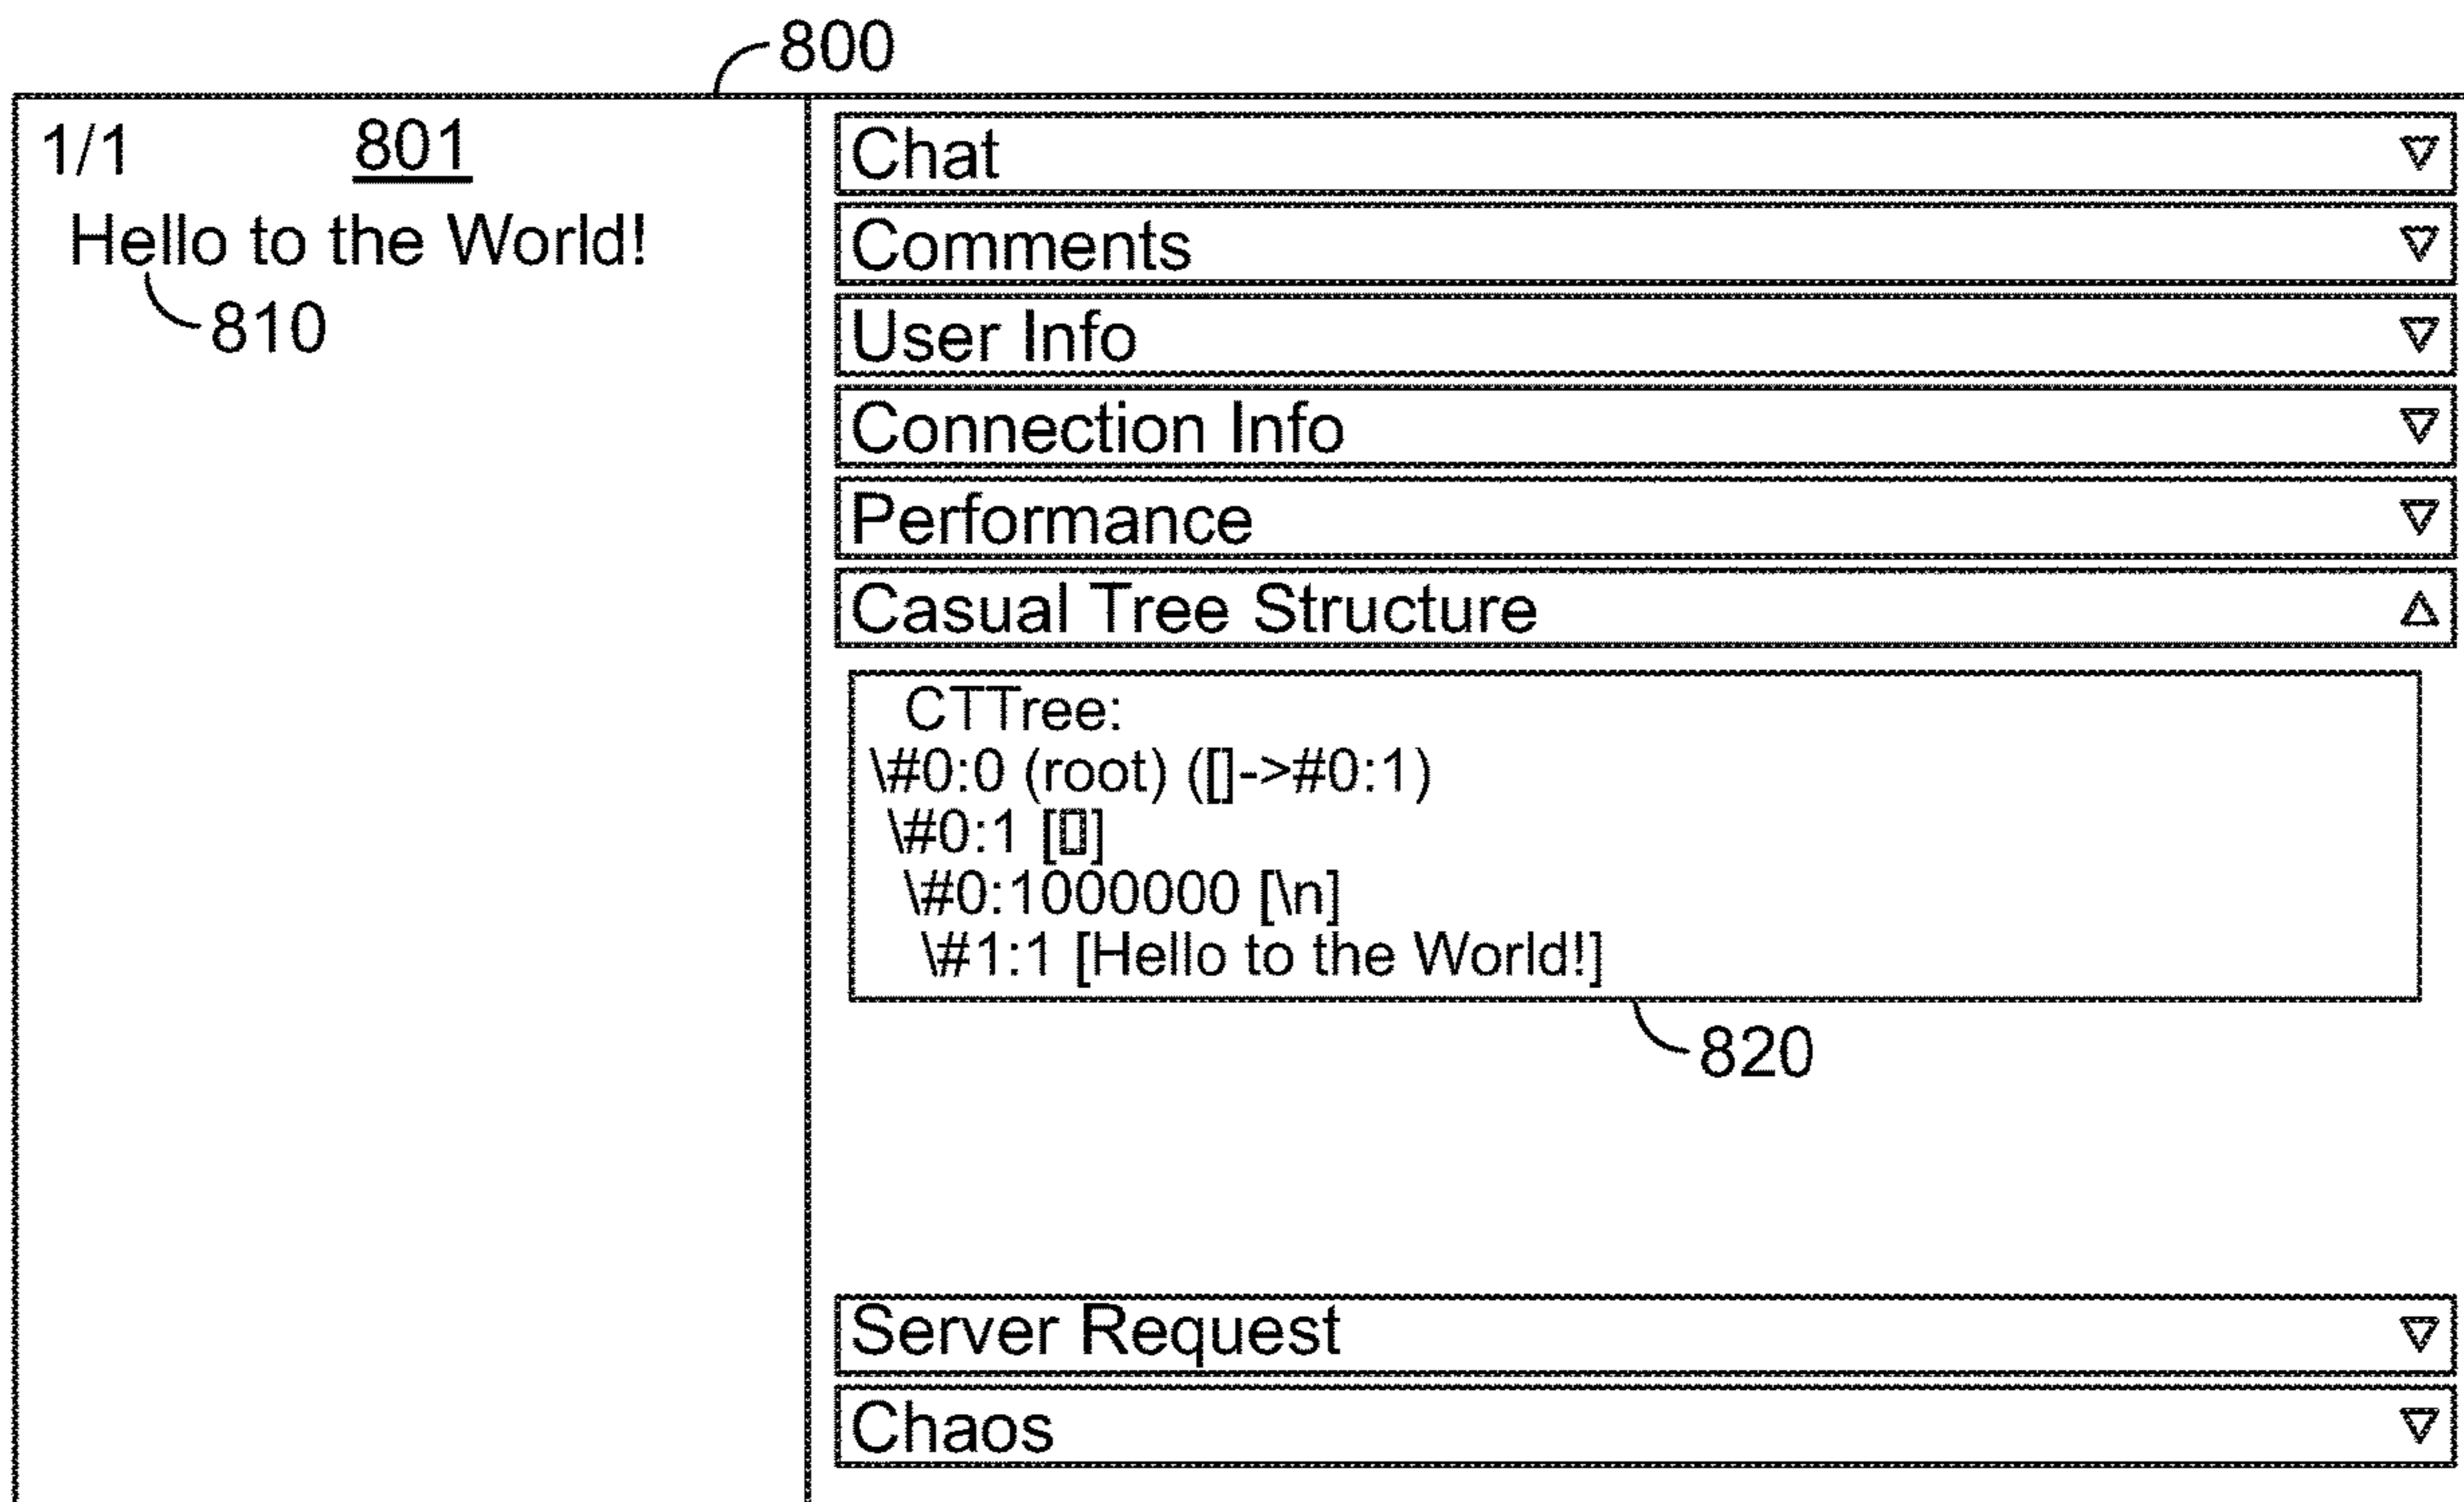 800
1/1 801
Hello to the World!
810
Chat
Comments
User Info
Connection Info
Performance
Casual Tree Structure
CTTree:
\#0:0 (root) ([]->#0:1)
\#0:1 [▯]
\#0:1000000 [\n]
\#1:1 [Hello to the World!]
820
Server Request
Chaos